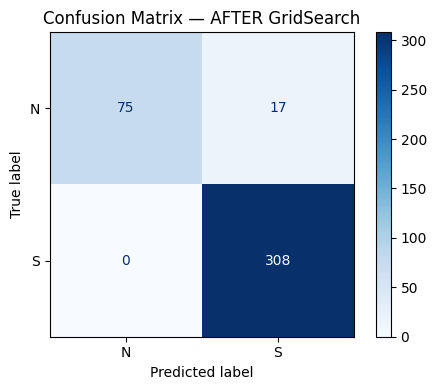 Confusion Matrix — AFTER GridSearch
300
250
N 75 17
200
True label
150
100
S 0 308
50
0
N S
Predicted label